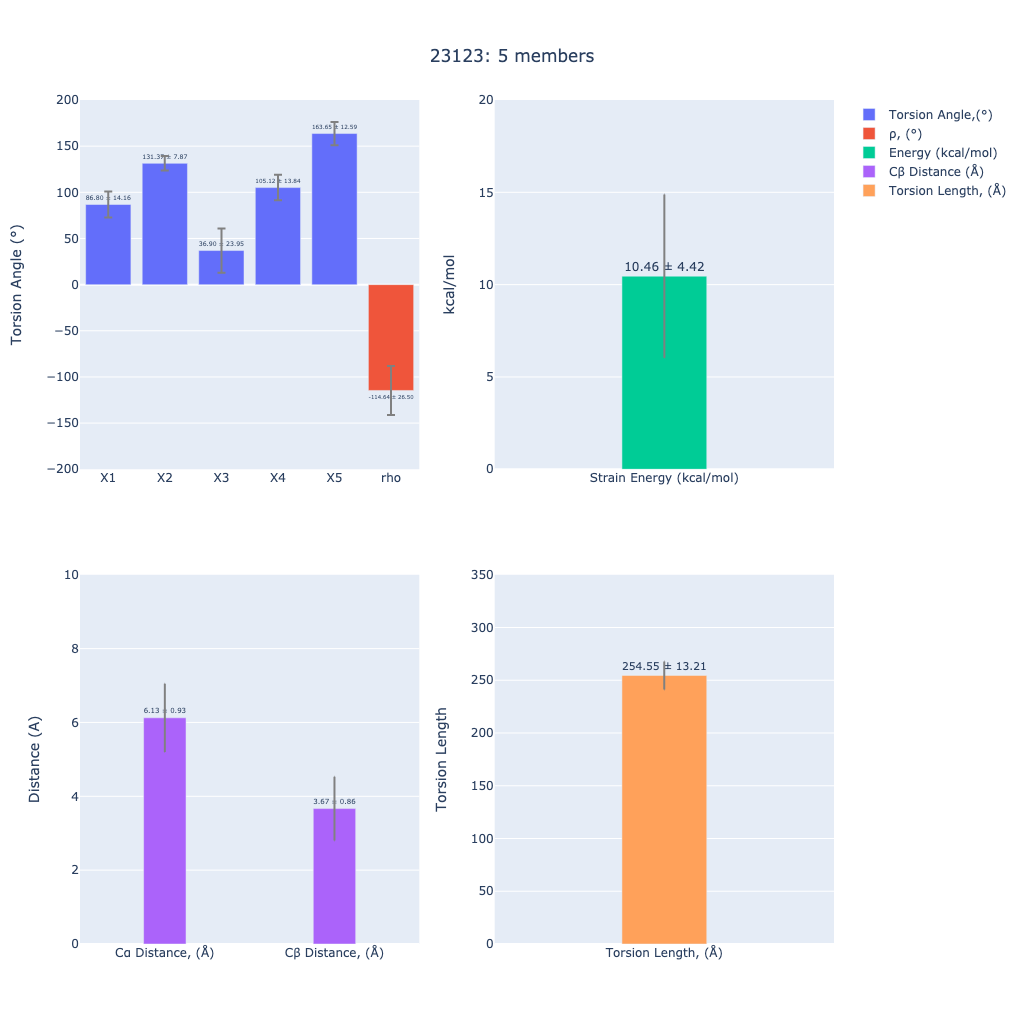 23123: 5 members
Torsion Angle (°)
200
150
100
50
0
−50
−100
−150
−200
86.80 ± 14.16
131.37 ± 7.87
36.90 ± 23.95
105.12 ± 13.84
163.65 ± 12.59
-114.64 ± 26.50
X1
X2
X3
X4
X5
rho
kcal/mol
20
15
10
5
0
10.46 ± 4.42
Strain Energy (kcal/mol)
Torsion Angle,(°)
ρ, (°)
Energy (kcal/mol)
Cβ Distance (Å)
Torsion Length, (Å)
Distance (A)
10
8
6
4
2
0
6.13 ± 0.93
3.67 ± 0.86
Cα Distance, (Å)
Cβ Distance, (Å)
Torsion Length
350
300
250
200
150
100
50
0
254.55 ± 13.21
Torsion Length, (Å)